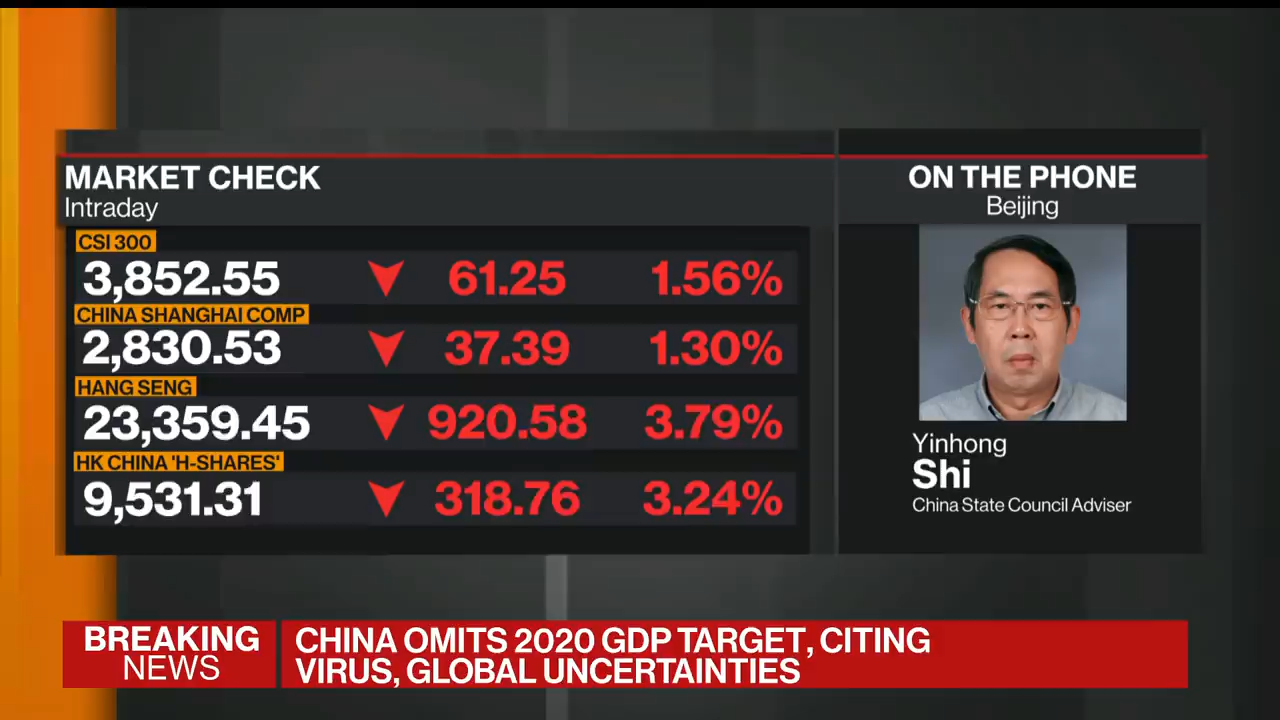 MARKET CHECK
Intraday
CSI 300
3,852.55 61.25 1.56%
CHINA SHANGHAI COMP
2,830.53 37.39 1.30%
HANG SENG
23,359.45 920.58 3.79%
HK CHINA 'H-SHARES'
9,531.31 318.76 3.24%
ON THE PHONE
Beijing
Yinhong
Shi
China State Council Adviser
BREAKING
NEWS
CHINA OMITS 2020 GDP TARGET, CITING
VIRUS, GLOBAL UNCERTAINTIES